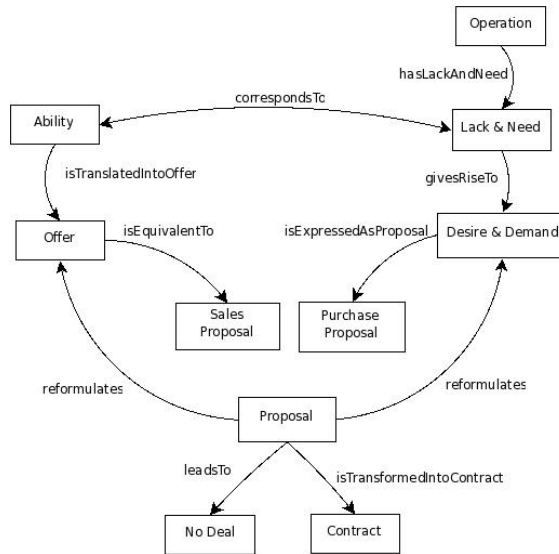 Operation
hasLackAndNeed
correspondsTo
Ability
Lack & Need
isTranslatedIntoOffer
givesRiseTo
Offer
isEquivalentTo
isExpressedAsProposal
Desire & Demand
Sales
Proposal
Purchase
Proposal
reformulates
reformulates
Proposal
leadsTo
isTransformedIntoContract
No Deal
Contract